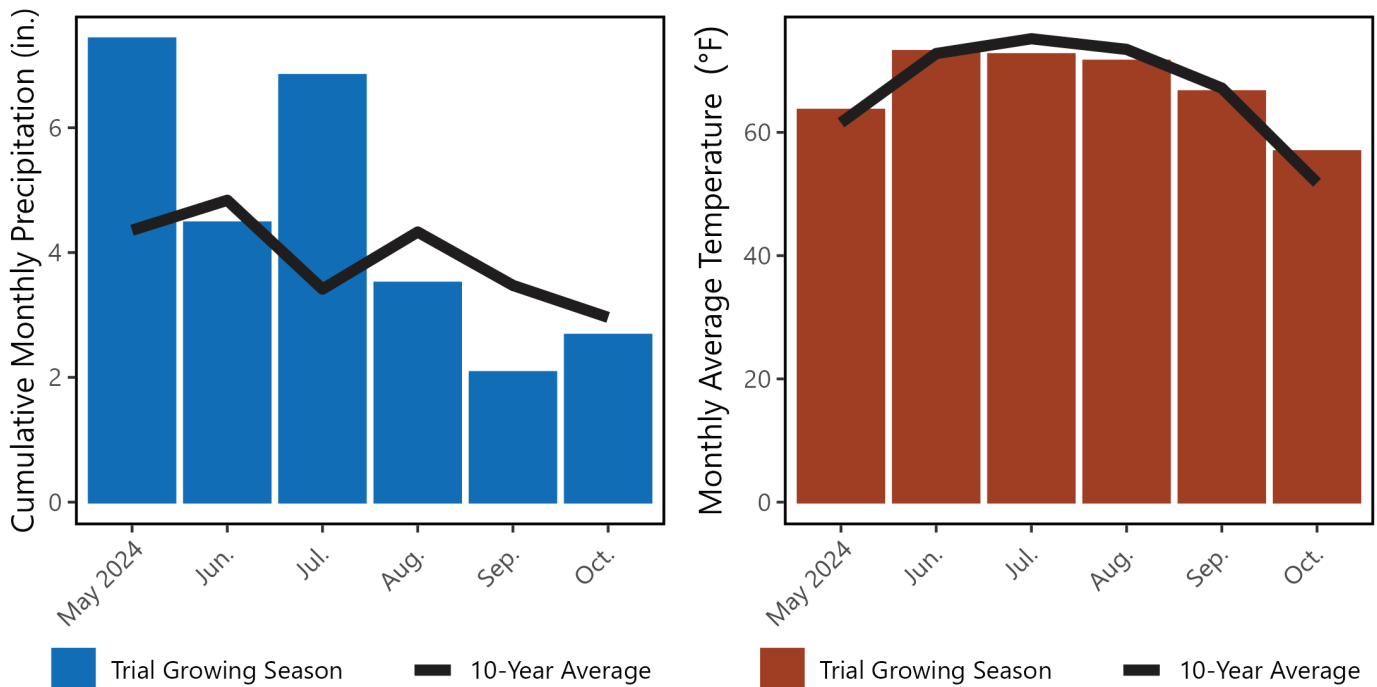 Cumulative Monthly Precipitation (in.)
6
4
2
0
May 2024
Jun.
Jul.
Aug.
Sep.
Oct.
Trial Growing Season
10-Year Average
Monthly Average Temperature (°F)
60
40
20
0
May 2024
Jun.
Jul.
Aug.
Sep.
Oct.
Trial Growing Season
10-Year Average